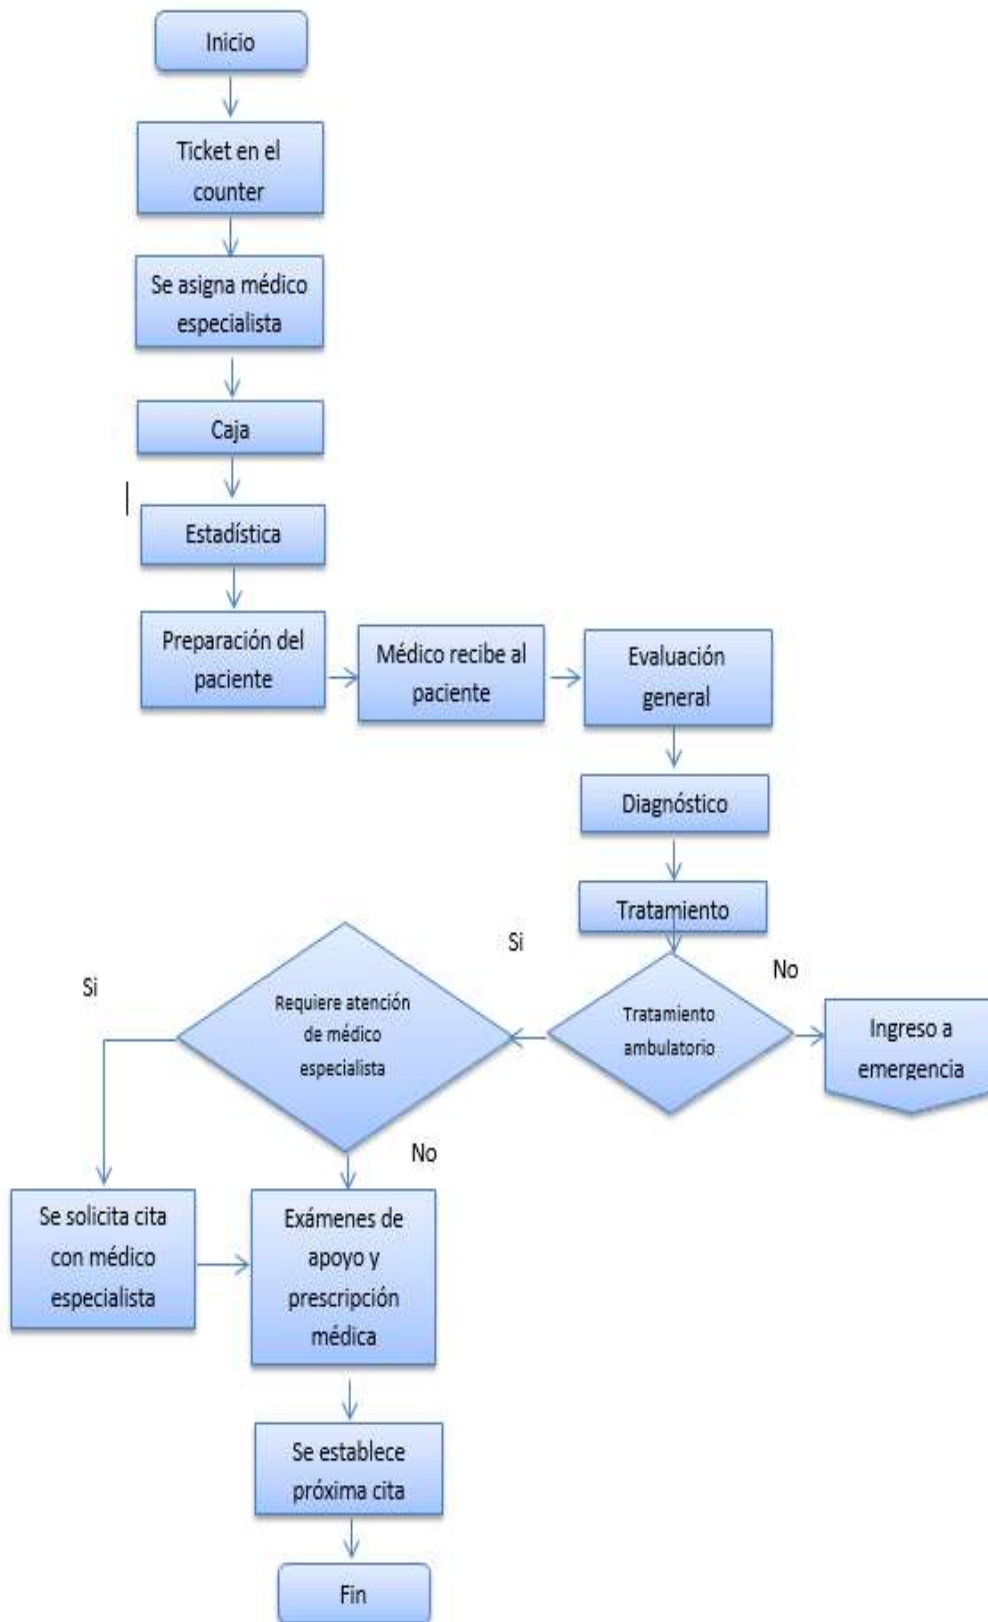 Inicio
Ticket en el
counter
Se asigna médico
especialista
Caja
Estadística
Preparación del
paciente
Médico recibe al
paciente
Evaluación
general
Diagnóstico
Tratamiento
Tratamiento
ambulatorio
No
Ingreso a
emergencia
Si
Requiere atención
de médico
especialista
Si
Se solicita cita
con médico
especialista
No
Exámenes de
apoyo y
prescripción
médica
Se establece
próxima cita
Fin